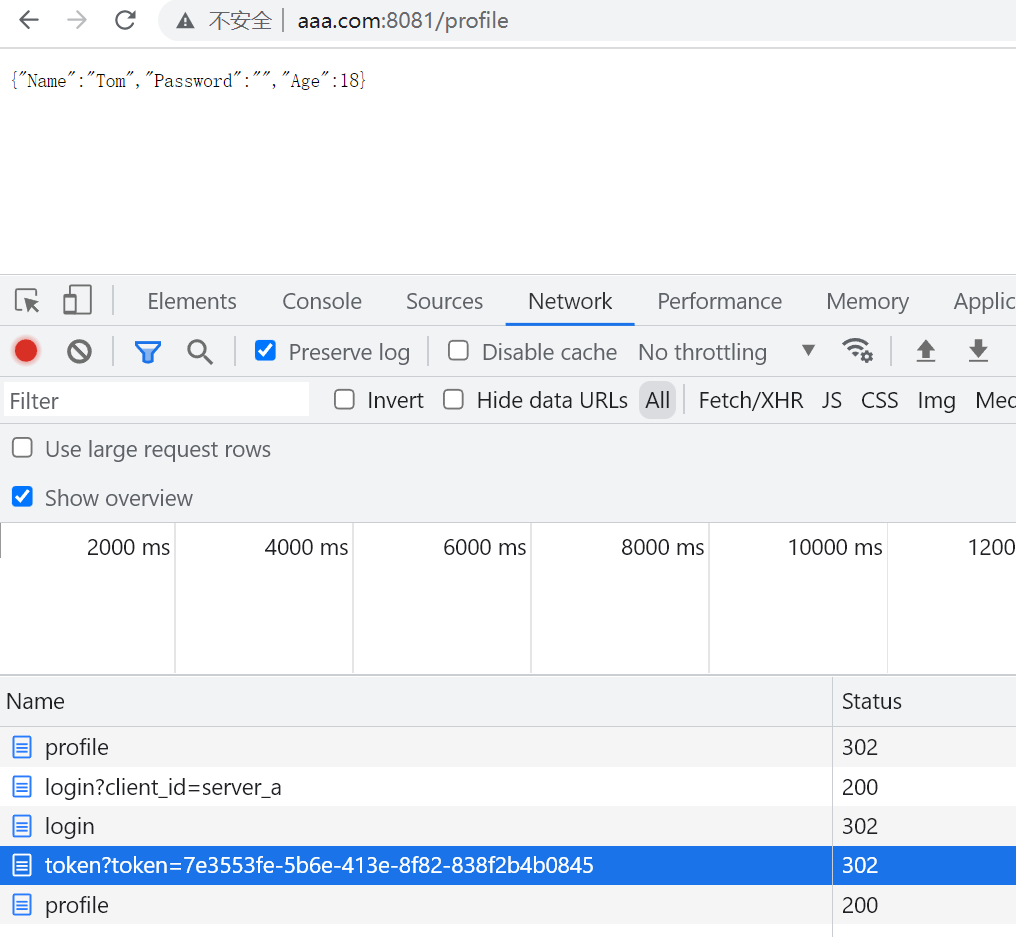 不安全 aaa.com:8081/profile
{"Name":"Tom","Password":"","Age":18}
Elements Console Sources Network Performance Memory Applic
Preserve log Disable cache No throttling
Filter Invert Hide data URLs All Fetch/XHR JS CSS Img Med
Use large request rows
Show overview
2000 ms 4000 ms 6000 ms 8000 ms 10000 ms 1200
Name Status
profile 302
login?client_id=server_a 200
login 302
token?token=7e3553fe-5b6e-413e-8f82-838f2b4b0845 302
profile 200